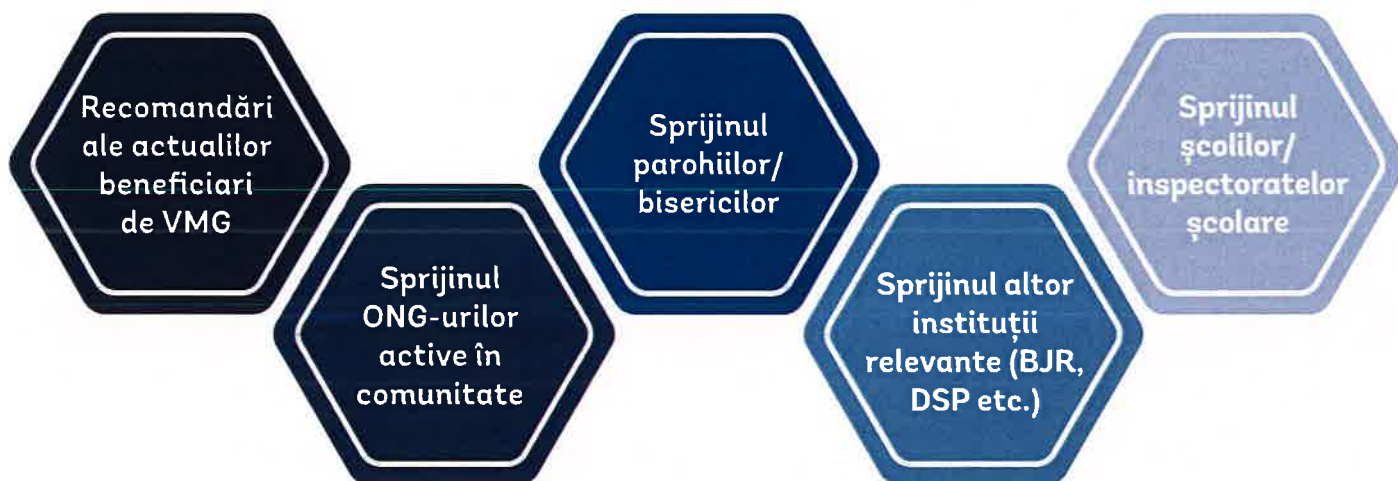 Recomandări
ale actualilor
beneficiari
de VMG
Sprijinul
ONG-urilor
active în
comunitate
Sprijinul
parohiilor/
bisericilor
Sprijinul altor
instituții
relevante (BJR,
DSP etc.)
Sprijinul
școlilor/
inspectoratelor
școlare